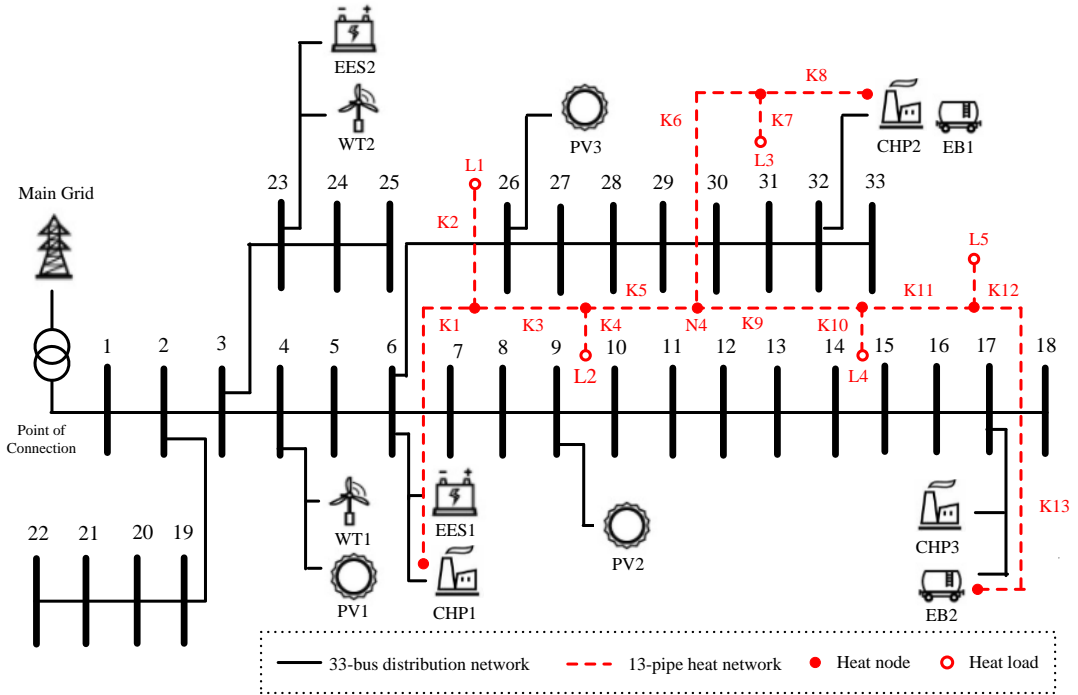 EES2
K8
K6
K7
WT2
PV3
CHP2
EB1
L3
L1
23
24
25
26
27
28
29
30
31
32
33
Main Grid
K2
L5
K5
K11
K12
K1
K3
K4
N4
K9
K10
1
2
3
4
5
6
7
8
9
10
11
12
13
14
15
16
17
18
L2
L4
Point of
Connection
WT1
EES1
PV2
CHP3
K13
22
21
20
19
PV1
CHP1
EB2
33-bus distribution network
13-pipe heat network
Heat node
Heat load